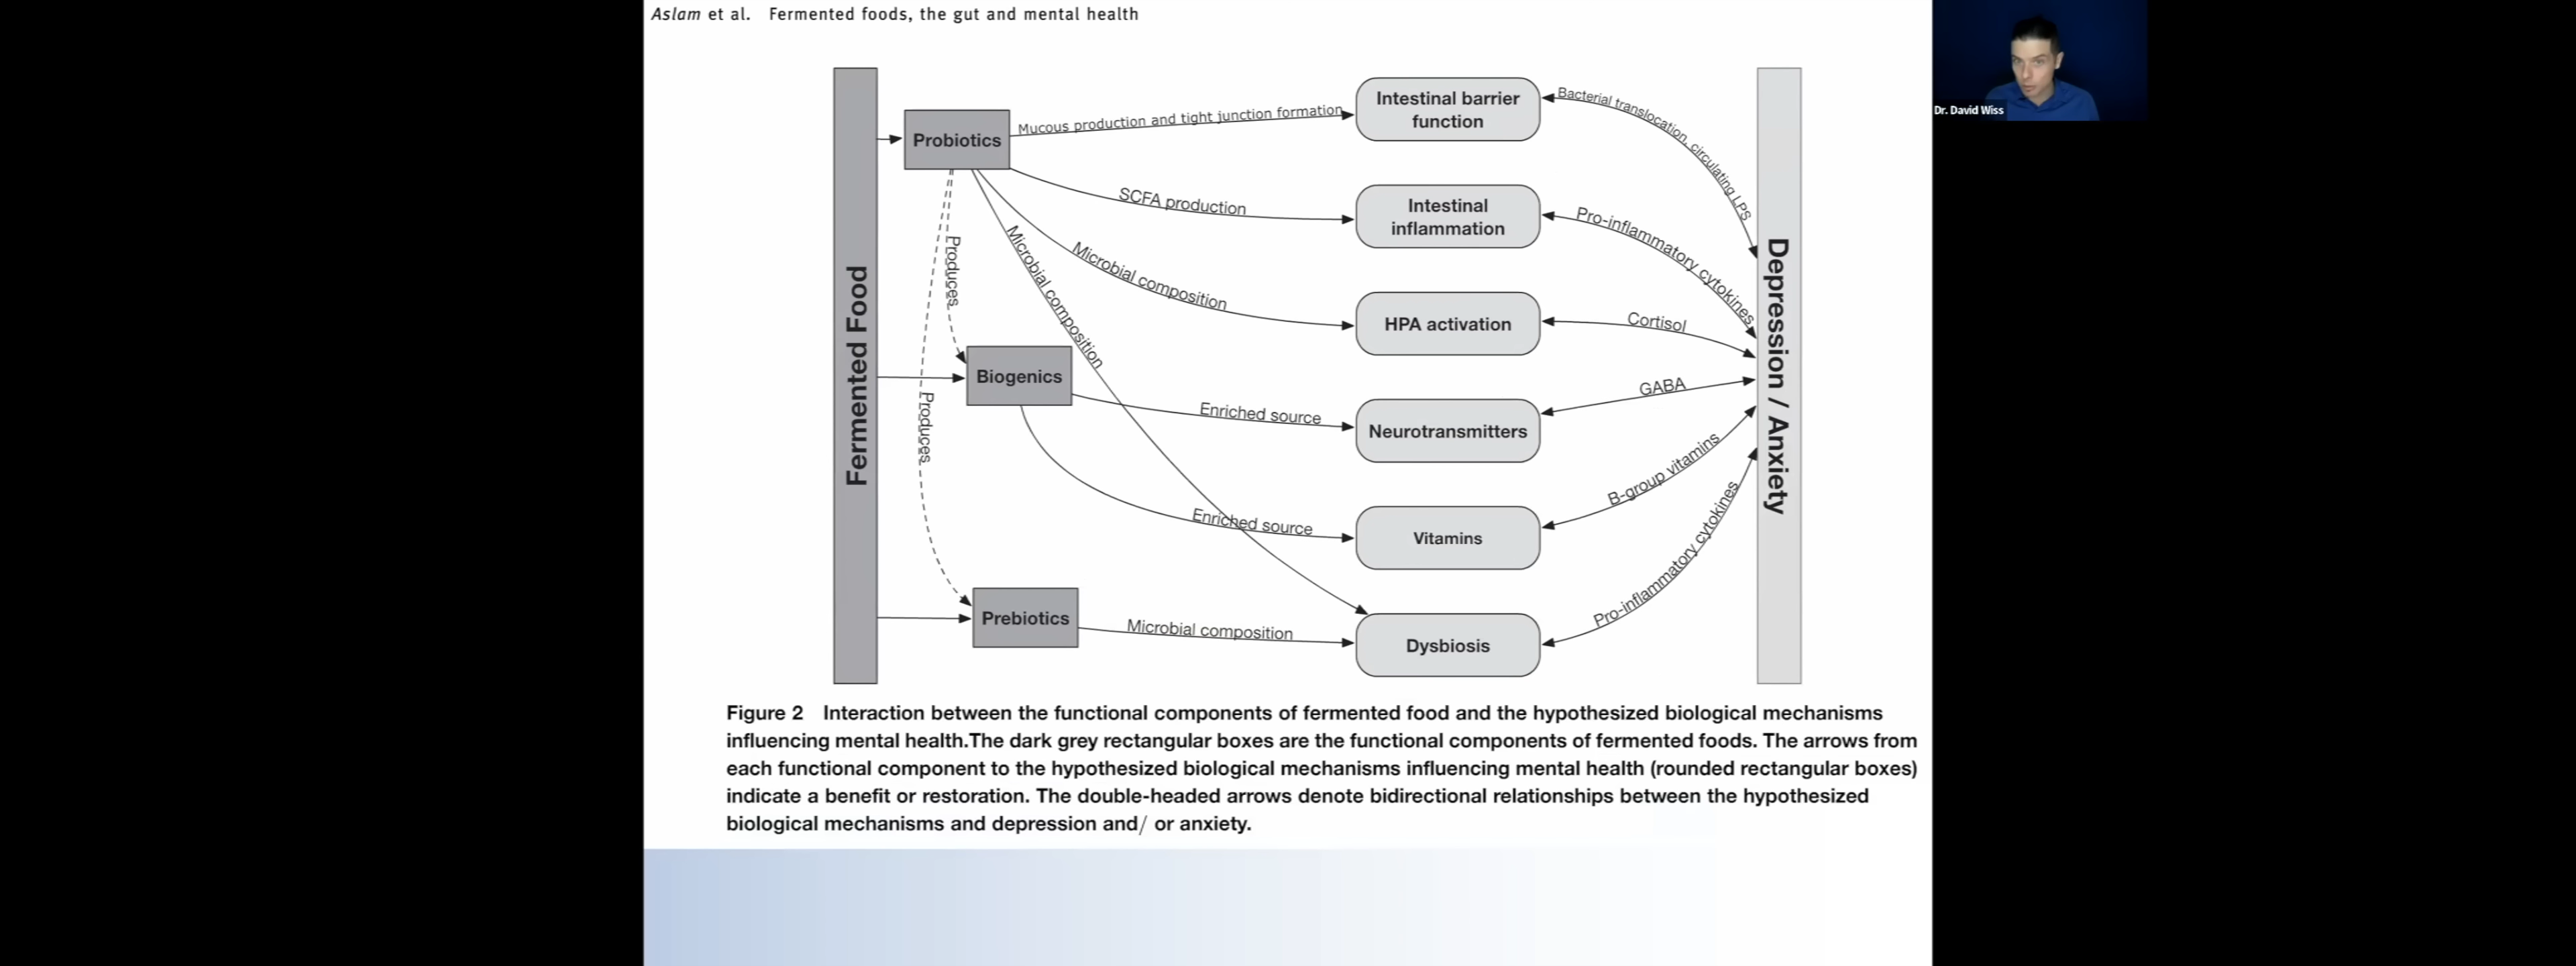 Aslam et al. Fermented foods, the gut and mental health
Dr. David Wiss
Fermented Food
Probiotics
Biogenics
Prebiotics
Produces
Produces
Mucous production and tight junction formation
SCFA production
Microbial composition
Microbial composition
Enriched source
Enriched source
Microbial composition
Intestinal barrier
function
Intestinal
inflammation
HPA activation
Neurotransmitters
Vitamins
Dysbiosis
Bacterial translocation, circulating LPS
Pro-inflammatory cytokines
Cortisol
GABA
B-group vitamins
Pro-inflammatory cytokines
Depression / Anxiety
Figure 2 Interaction between the functional components of fermented food and the hypothesized biological mechanisms
influencing mental health.The dark grey rectangular boxes are the functional components of fermented foods. The arrows from
each functional component to the hypothesized biological mechanisms influencing mental health (rounded rectangular boxes)
indicate a benefit or restoration. The double-headed arrows denote bidirectional relationships between the hypothesized
biological mechanisms and depression and/ or anxiety.